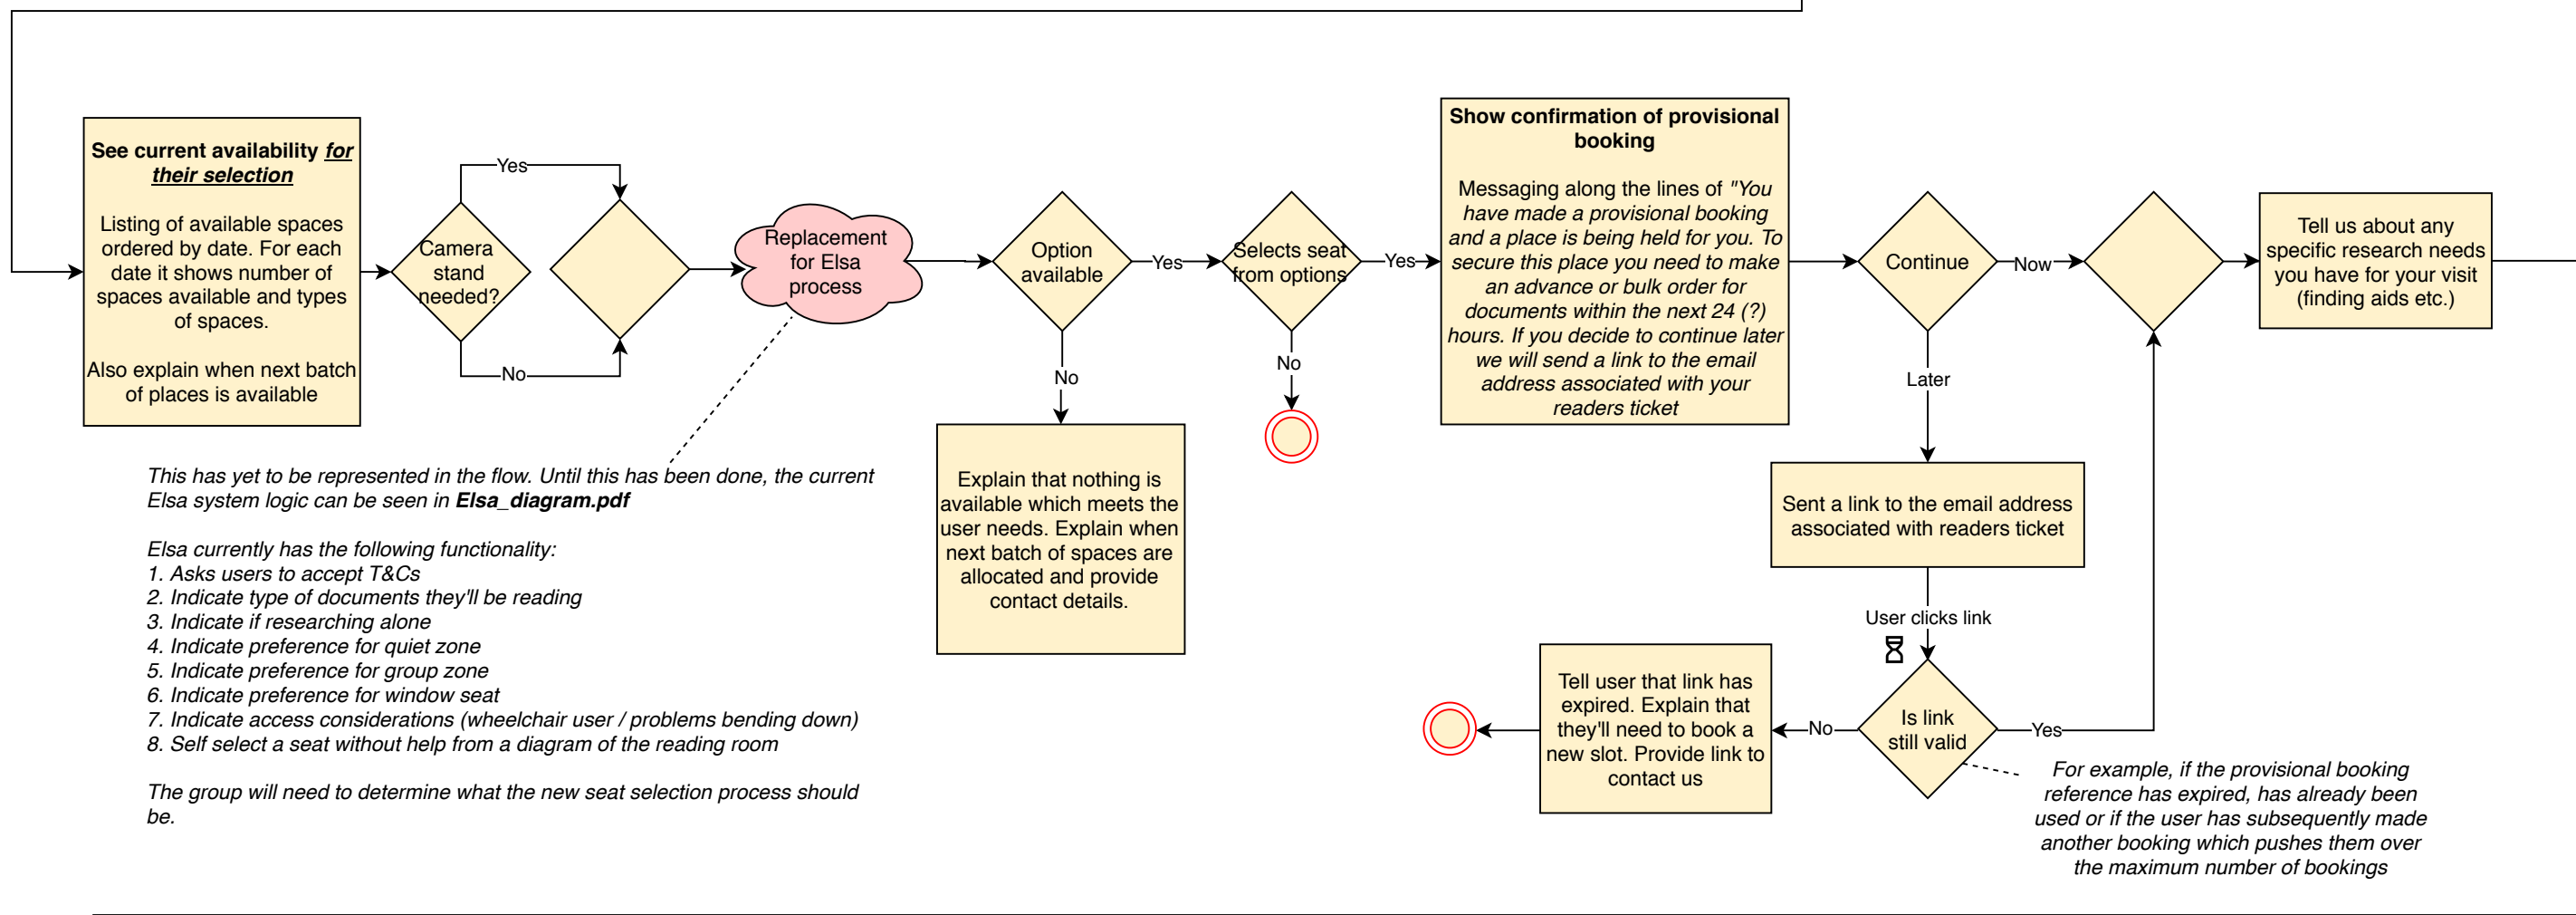 See current availability for
their selection
Listing of available spaces
ordered by date. For each
date it shows number of
spaces available and types
of spaces.
Also explain when next batch
of places is available
Yes
Camera
stand
needed?
No
Replacement
for Elsa
process
This has yet to be represented in the flow. Until this has been done, the current
Elsa system logic can be seen in Elsa_diagram.pdf
Elsa currently has the following functionality:
1. Asks users to accept T&Cs
2. Indicate type of documents they'll be reading
3. Indicate if researching alone
4. Indicate preference for quiet zone
5. Indicate preference for group zone
6. Indicate preference for window seat
7. Indicate access considerations (wheelchair user / problems bending down)
8. Self select a seat without help from a diagram of the reading room
The group will need to determine what the new seat selection process should
be.
Option
available
Yes
No
Explain that nothing is
available which meets the
user needs. Explain when
next batch of spaces are
allocated and provide
contact details.
Selects seat
from options
Yes
No
Show confirmation of provisional
booking
Messaging along the lines of "You
have made a provisional booking
and a place is being held for you. To
secure this place you need to make
an advance or bulk order for
documents within the next 24 (?)
hours. If you decide to continue later
we will send a link to the email
address associated with your
readers ticket
Continue
Now
Later
Sent a link to the email address
associated with readers ticket
User clicks link
Is link
still valid
No
Yes
Tell user that link has
expired. Explain that
they'll need to book a
new slot. Provide link to
contact us
For example, if the provisional booking
reference has expired, has already been
used or if the user has subsequently made
another booking which pushes them over
the maximum number of bookings
Tell us about any
specific research needs
you have for your visit
(finding aids etc.)